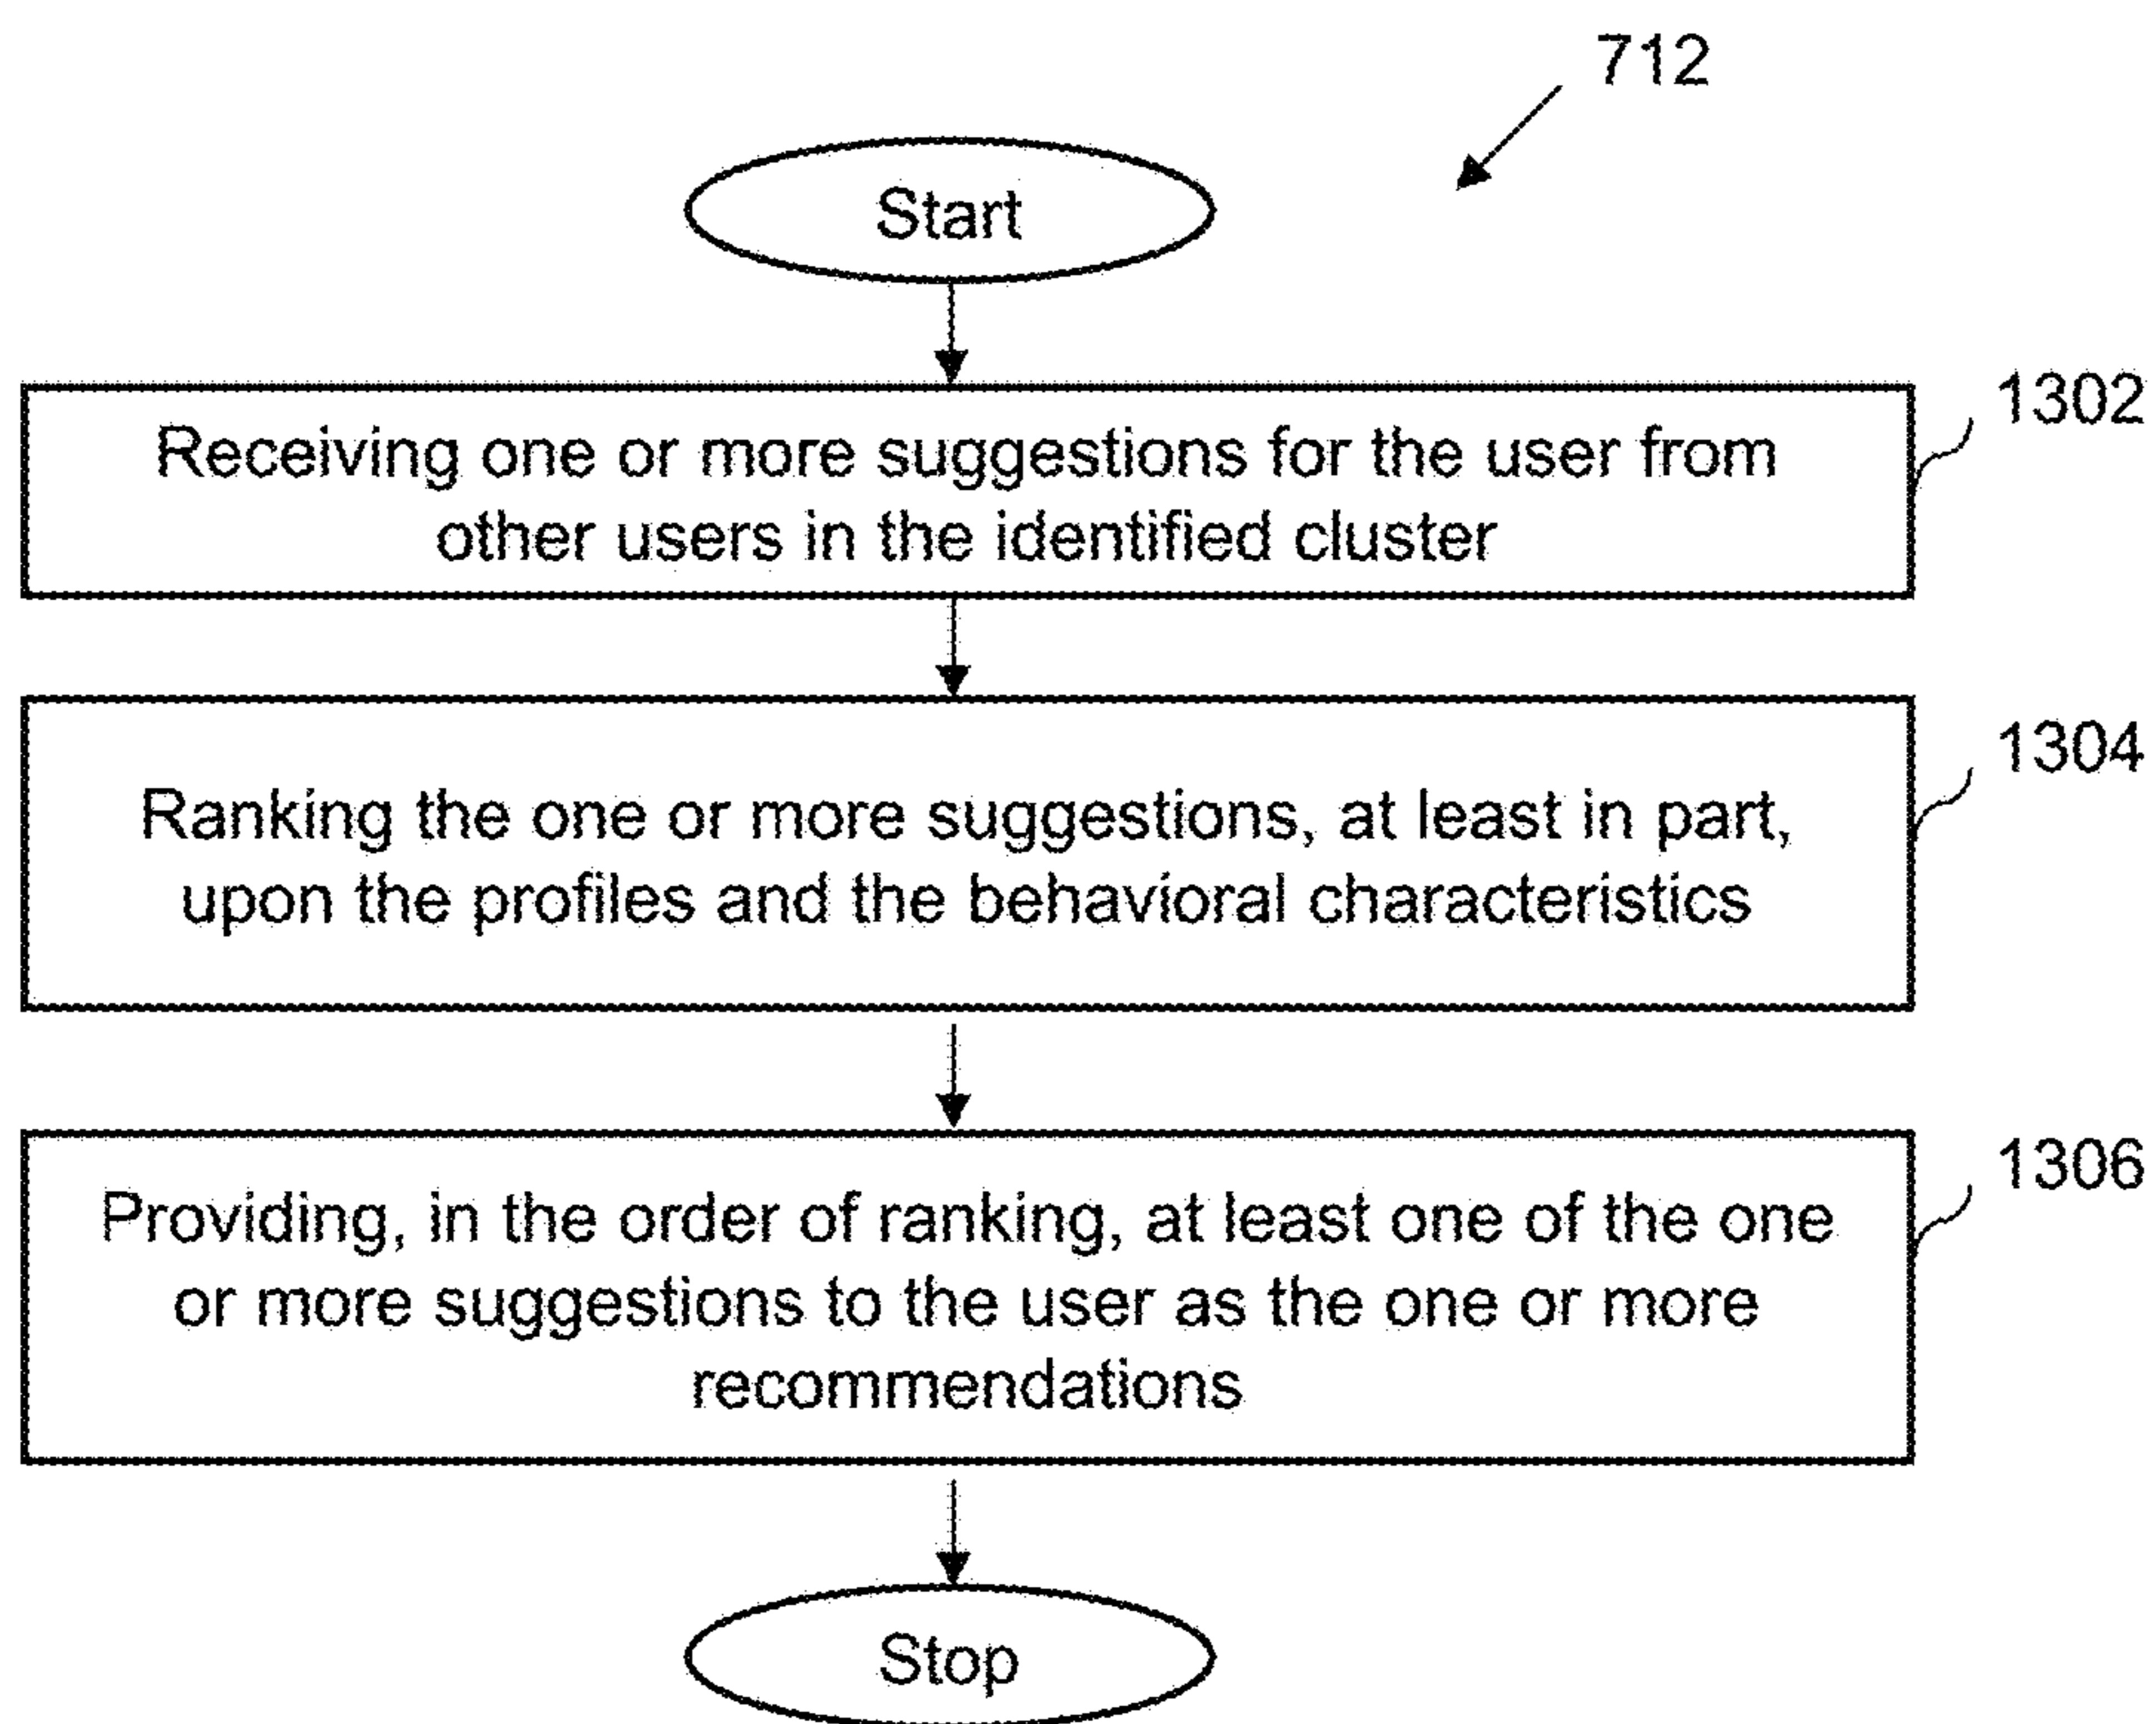 712
Start
1302
Receiving one or more suggestions for the user from
other users in the identified cluster
1304
Ranking the one or more suggestions, at least in part,
upon the profiles and the behavioral characteristics
1306
Providing, in the order of ranking, at least one of the one
or more suggestions to the user as the one or more
recommendations
Stop